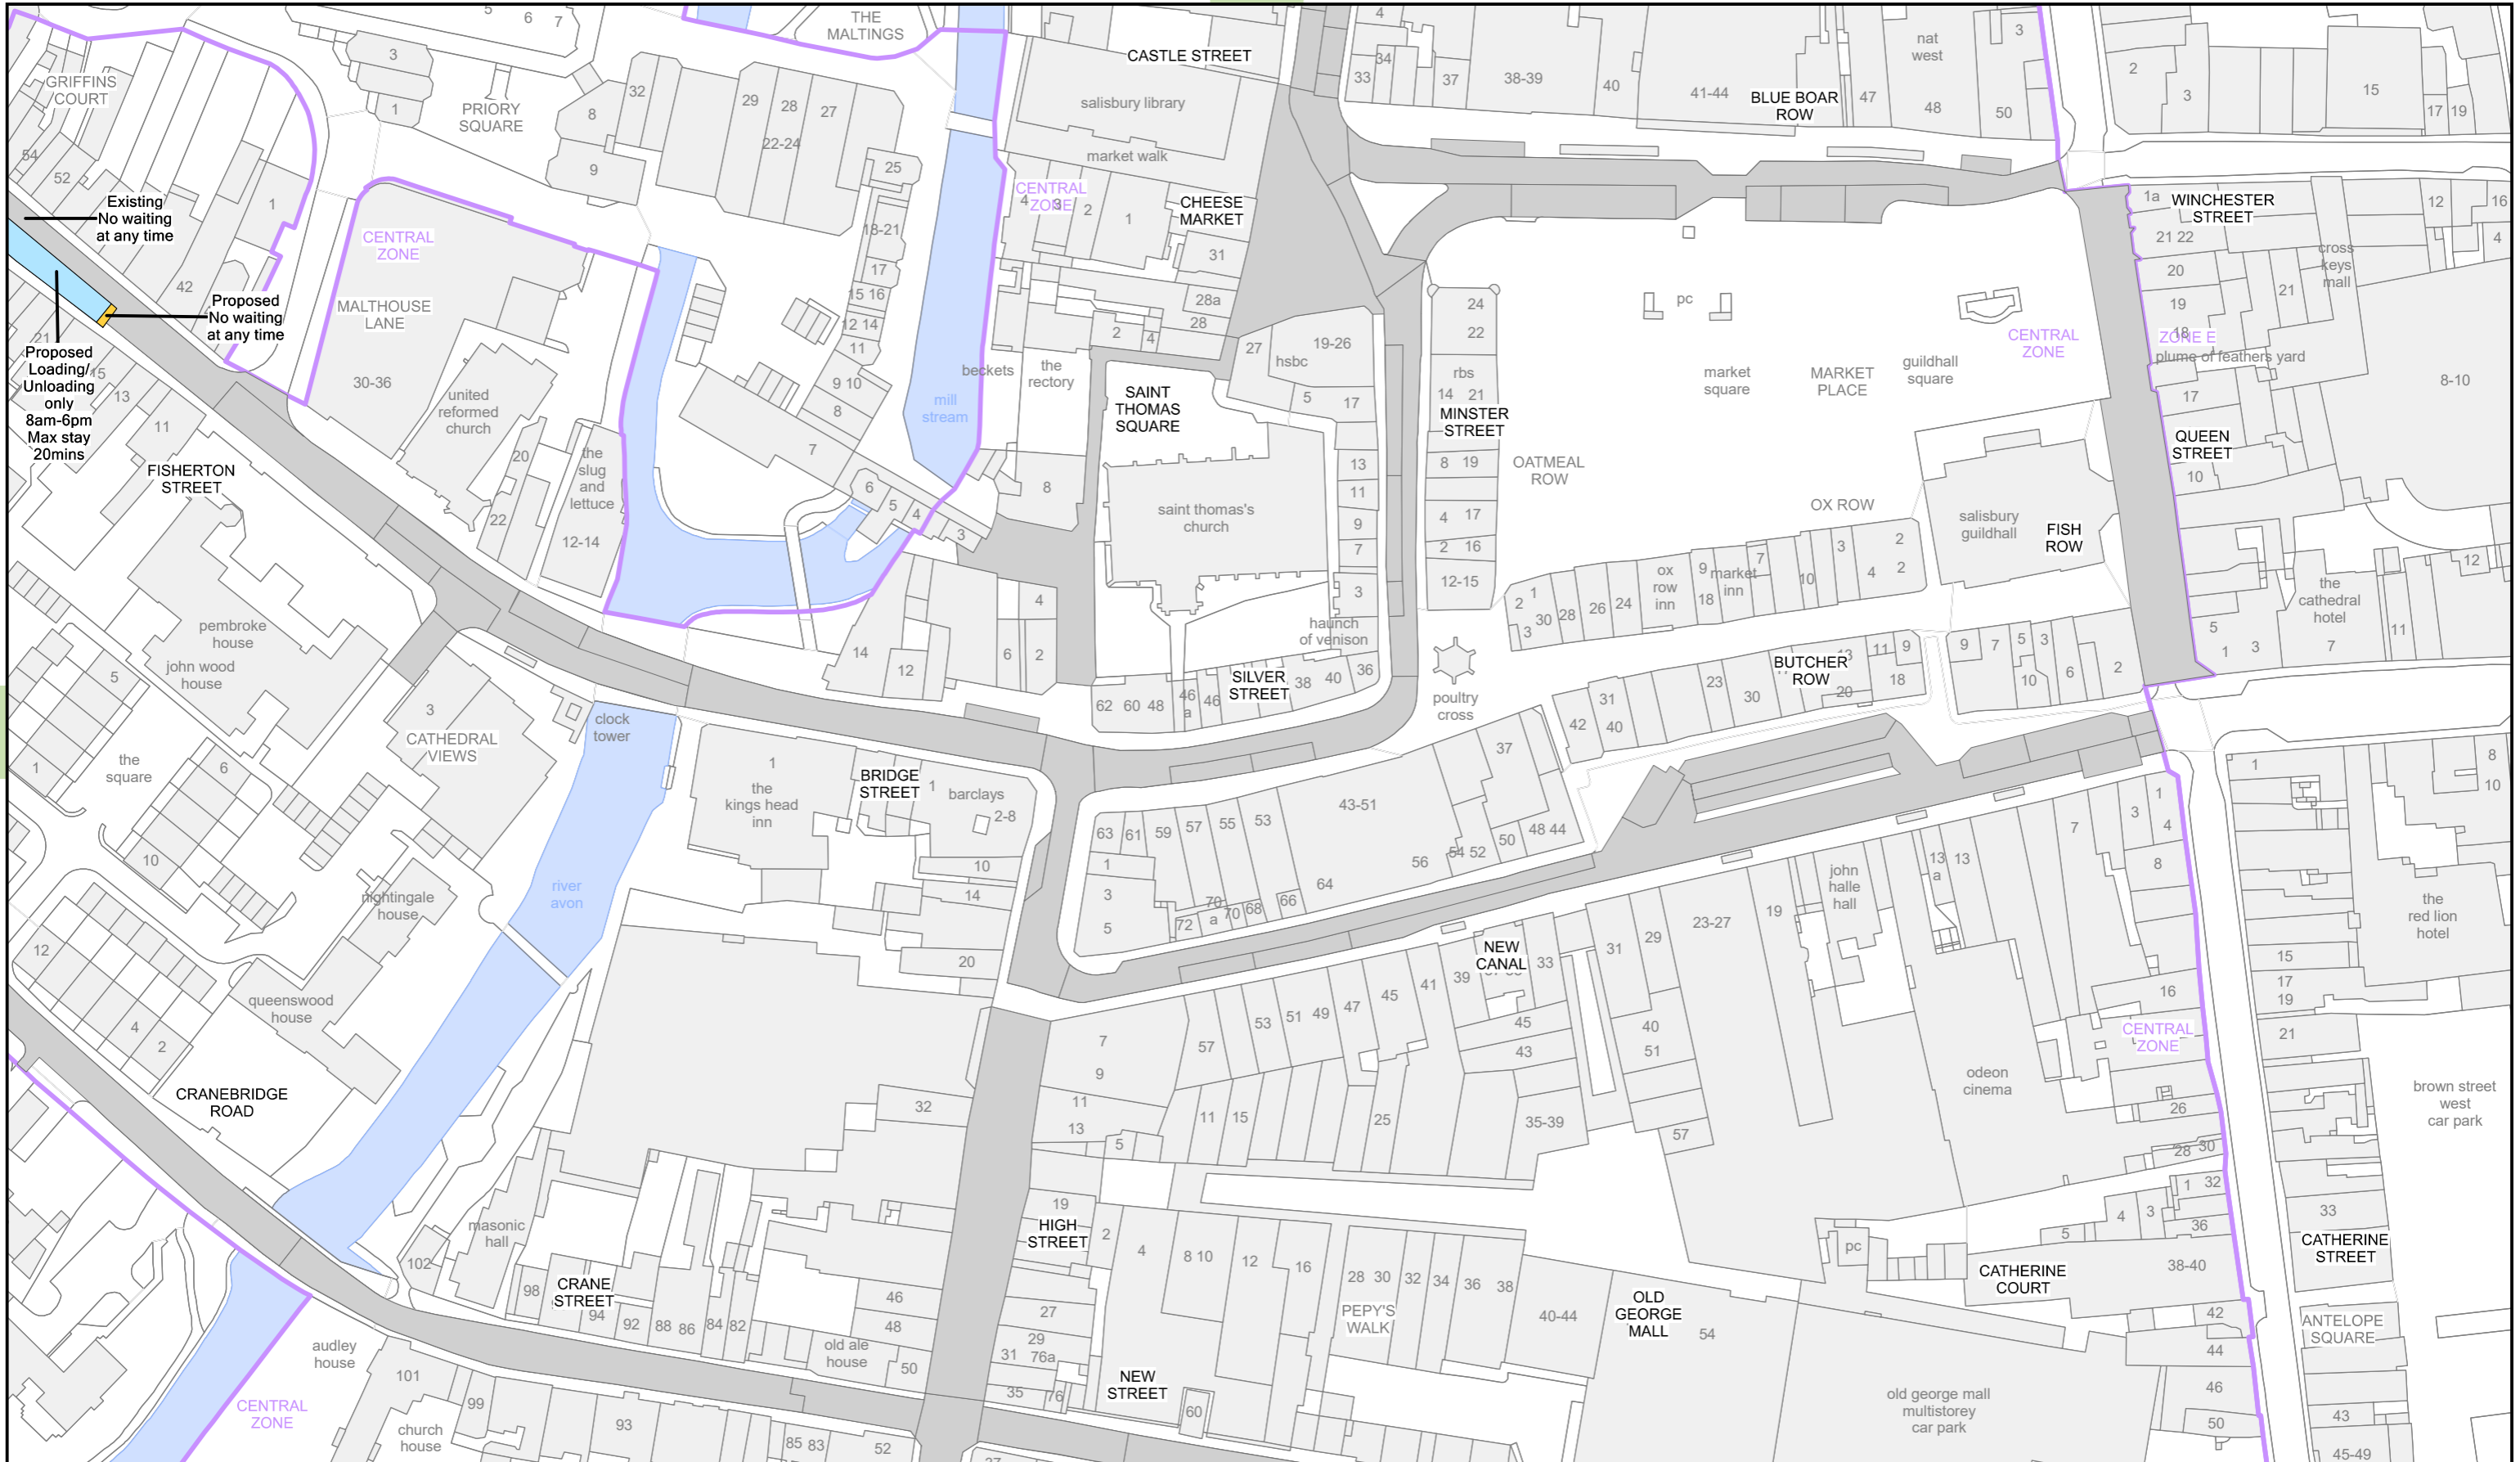 5 6 7
THE
MALTINGS
CASTLE STREET
4
34
33
37
38-39
40
41-44
BLUE BOAR
ROW
47
nat
west
48
3
50
2
3
15
17 19
GRIFFINS
COURT
54
52
3
1
PRIORY
SQUARE
32
8
9
29
28
27
22-24
25
salisbury library
market walk
Existing
No waiting
at any time
1
42
CENTRAL
ZONE
18-21
17
15 16
12 14
11
9 10
8
7
CENTRAL
ZONE
4
3
2
1
CHEESE
MARKET
31
28a
28
2
4
1a
WINCHESTER
STREET
12
16
4
21 22
20
19
18
21
cross
keys
mall
ZONE E
plume of feathers yard
8-10
Proposed
No waiting
at any time
MALTHOUSE
LANE
30-36
united
reformed
church
Proposed
Loading/
Unloading
only
8am-6pm
Max stay
20mins
21
15
13
11
FISHERTON
STREET
20
22
the
slug
and
lettuce
12-14
mill
stream
beckets
the
rectory
8
SAINT
THOMAS
SQUARE
27
hsbc
19-26
5
17
24
22
rbs
14 21
MINSTER
STREET
pc
market
square
MARKET
PLACE
guildhall
square
CENTRAL
ZONE
17
QUEEN
STREET
10
6
5
4
3
saint thomas's
church
13
11
9
7
3
8 19
4 17
2 16
12-15
OATMEAL
ROW
OX ROW
salisbury
guildhall
FISH
ROW
12
the
cathedral
hotel
7
11
5
1
3
pembroke
house
john wood
house
5
1
the
square
6
10
3
CATHEDRAL
VIEWS
clock
tower
14
12
4
6
2
haunch
of venison
62 60 48
46
a
46
SILVER
STREET
38
40
36
poultry
cross
2
1
3
30
28
26
24
ox
row
inn
9
18
market
inn
7
10
3
2
4
2
42
31
40
23
30
BUTCHER
ROW
13
11
9
20
18
9
7
5
3
10
6
2
1
the
kings head
inn
BRIDGE
STREET
1
barclays
2-8
10
14
20
63
61
59
57
55
53
43-51
37
1
3
5
72
70
a
70
68
66
64
56
54 52
50
48 44
1
8
10
1
3
4
7
8
nightingale
house
river
avon
12
4
2
queenswood
house
CRANEBRIDGE
ROAD
NEW
CANAL
53
51
49
47
45
41
39
33
31
29
23-27
19
john
halle
hall
13
a
13
16
the
red lion
hotel
15
17
19
21
CENTRAL
ZONE
7
9
57
11
13
5
11
15
25
45
43
35-39
40
51
57
odeon
cinema
26
28 30
brown street
west
car park
32
masonic
hall
102
98
CRANE
STREET
94
92
88
86
84
82
46
48
old ale
house
50
19
HIGH
STREET
27
29
31
76a
35
76
2
4
8 10
12
16
NEW
STREET
60
28 30
32
34
36
38
PEPY'S
WALK
40-44
OLD
GEORGE
MALL
54
pc
1
32
4
3
36
5
CATHERINE
COURT
38-40
42
44
46
50
33
CATHERINE
STREET
ANTELOPE
SQUARE
43
45-49
old george mall
multistorey
car park
audley
house
101
99
church
house
93
85 83
52
CENTRAL
ZONE